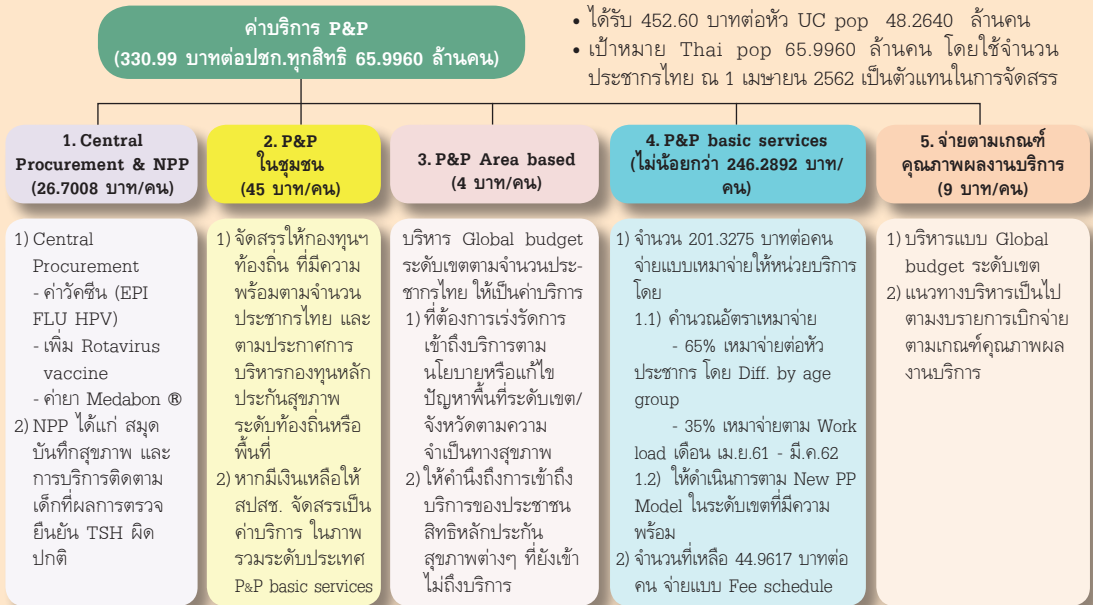 ค่าบริการ P&P
(330.99 บาทต่อปชก.ทุกสิทธิ 65.9960 ล้านคน)
• ได้รับ 452.60 บาทต่อหัว UC pop 48.2640 ล้านคน
• เป้าหมาย Thai pop 65.9960 ล้านคน โดยใช้จำนวน
ประชากรไทย ณ 1 เมษายน 2562 เป็นตัวแทนในการจัดสรร
1. Central
Procurement & NPP
(26.7008 บาท/คน)
1) Central
Procurement
- ค่าวัคซีน (EPI
FLU HPV)
- เพิ่ม Rotavirus
vaccine
- ค่ายา Medabon ®
2) NPP ได้แก่ สมุด
บันทึกสุขภาพ และ
การบริการติดตาม
เด็กที่ผลการตรวจ
ยืนยัน TSH ผิด
ปกติ
2. P&P
ในชุมชน
(45 บาท/คน)
1) จัดสรรให้กองทุนฯ
ท้องถิ่น ที่มีความ
พร้อมตามจำนวน
ประชากรไทย และ
ตามประกาศการ
บริหารกองทุนหลัก
ประกันสุขภาพ
ระดับท้องถิ่นหรือ
พื้นที่
2) หากมีเงินเหลือให้
สปสช. จัดสรรเป็น
ค่าบริการ ในภาพ
รวมระดับประเทศ
P&P basic services
3. P&P Area based
(4 บาท/คน)
บริหาร Global budget
ระดับเขตตามจำนวนประ-
ชากรไทย ให้เป็นค่าบริการ
1) ที่ต้องการเร่งรัดการ
เข้าถึงบริการตาม
นโยบายหรือแก้ไข
ปัญหาพื้นที่ระดับเขต/
จังหวัดตามความ
จำเป็นทางสุขภาพ
2) ให้คำนึงถึงการเข้าถึง
บริการของประชาชน
สิทธิหลักประกัน
สุขภาพต่างๆ ที่ยังเข้า
ไม่ถึงบริการ
4. P&P basic services
(ไม่น้อยกว่า 246.2892 บาท/
คน)
1) จำนวน 201.3275 บาทต่อคน
จ่ายแบบเหมาจ่ายให้หน่วยบริการ
โดย
1.1) คำนวณอัตราเหมาจ่าย
- 65% เหมาจ่ายต่อหัว
ประชากร โดย Diff. by age
group
- 35% เหมาจ่ายตาม Work
load เดือน เม.ย.61 - มี.ค.62
1.2) ให้ดำเนินการตาม New PP
Model ในระดับเขตที่มีความ
พร้อม
2) จำนวนที่เหลือ 44.9617 บาทต่อ
คน จ่ายแบบ Fee schedule
5. จ่ายตามเกณฑ์
คุณภาพผลงานบริการ
(9 บาท/คน)
1) บริหารแบบ Global
budget ระดับเขต
2) แนวทางบริหารเป็นไป
ตามงบรายการเบิกจ่าย
ตามเกณฑ์คุณภาพผล
งานบริการ